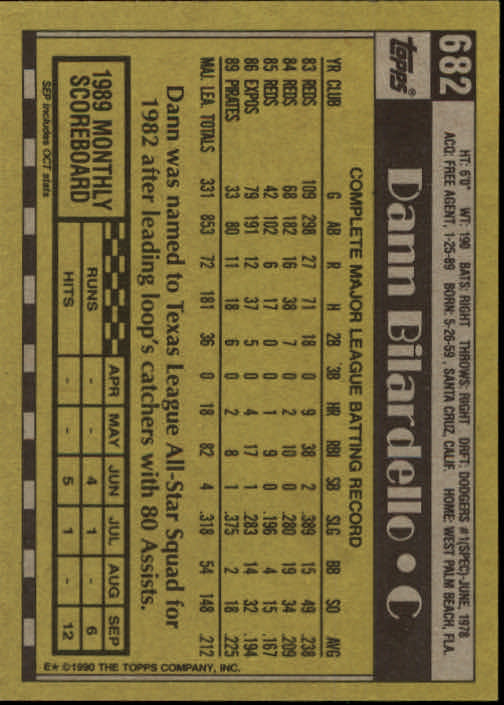 682
Topps®
HT: 6'0" WT: 190 BATS: RIGHT THROWS: RIGHT DRFT: DODGERS #1(SPEC)-JUNE, 1978
ACQ: FREE AGENT, 1-25-89 BORN: 5-26-59, SANTA CRUZ, CALIF. HOME: WEST PALM BEACH, FLA.
Dann Bilardello • C
COMPLETE MAJOR LEAGUE BATTING RECORD
YR CLUB G AB R H 2B 3B HR RBI SB SLG BB SO AVG
83 REDS 109 298 27 71 18 0 9 38 2 .389 15 49 .238
84 REDS 68 182 16 38 7 0 2 10 0 .280 19 34 .209
85 REDS 42 102 6 17 0 0 1 9 0 .196 4 15 .167
86 EXPOS 79 191 12 37 5 0 4 17 1 .283 14 32 .194
89 PIRATES 33 80 11 18 6 0 2 8 1 .375 2 18 .225
MAJ. LEA. TOTALS 331 853 72 181 36 0 18 82 4 .318 54 148 .212
Dann was named to Texas League All-Star Squad for
1982 after leading loop's catchers with 80 Assists.
1989 MONTHLY
SCOREBOARD
SEP includes OCT stats
APR MAY JUN JUL AUG SEP
RUNS - - 4 1 - 6
HITS - - 5 1 - 12
E* ©1990 THE TOPPS COMPANY, INC.